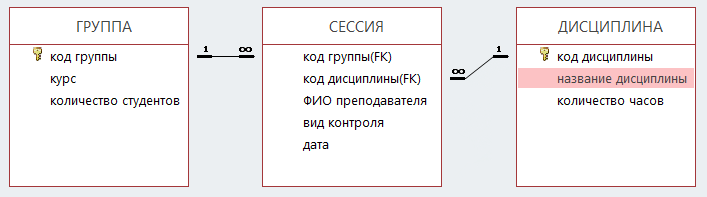 ГРУППА
код группы
курс
количество студентов
1 ∞
СЕССИЯ
код группы(FK)
код дисциплины(FK)
ФИО преподавателя
вид контроля
дата
∞ 1
ДИСЦИПЛИНА
код дисциплины
название дисциплины
количество часов